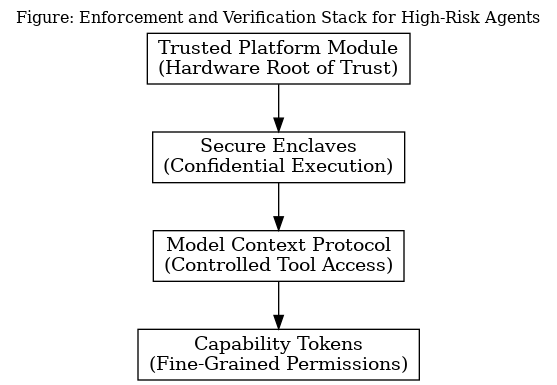 Figure: Enforcement and Verification Stack for High-Risk Agents
Trusted Platform Module
(Hardware Root of Trust)
Secure Enclaves
(Confidential Execution)
Model Context Protocol
(Controlled Tool Access)
Capability Tokens
(Fine-Grained Permissions)